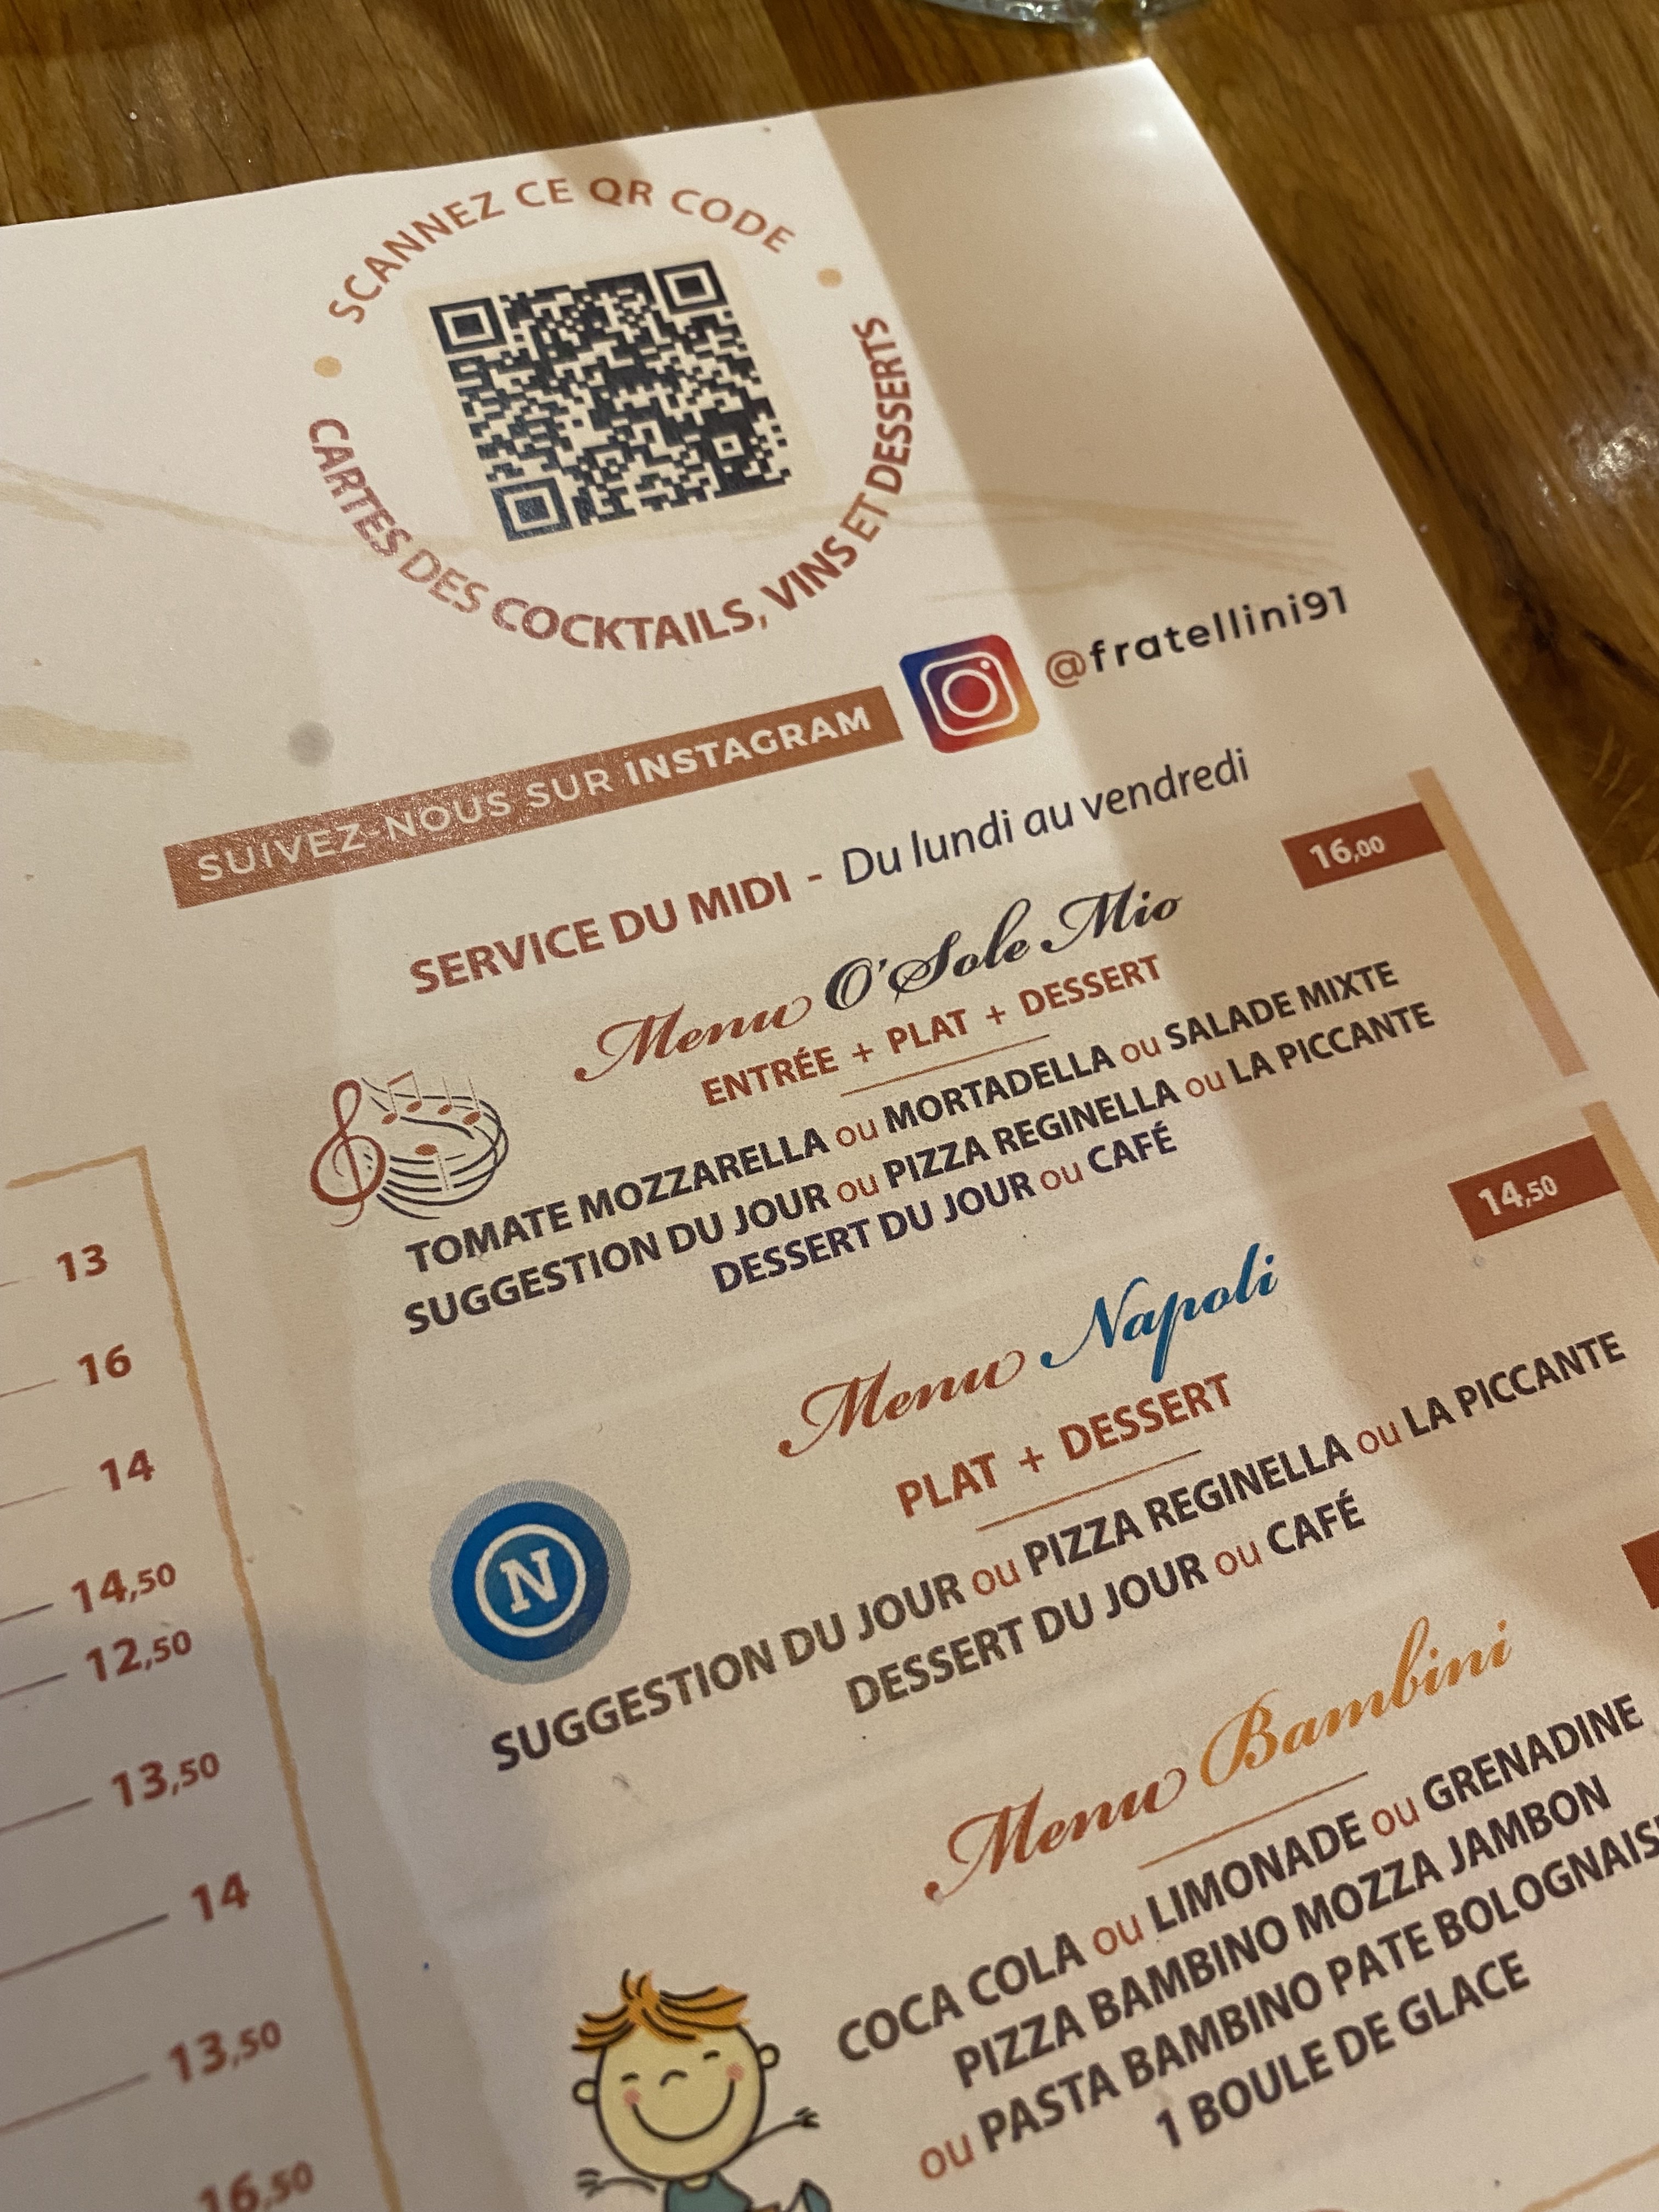 SCANNEZ CE QR CODE
CARTES DES COCKTAILS, VINS ET DESSERTS
SUIVEZ-NOUS SUR INSTAGRAM @fratellini91
SERVICE DU MIDI - Du lundi au vendredi
Menu O'Sole Mio 16,00
ENTRÉE + PLAT + DESSERT
TOMATE MOZZARELLA ou MORTADELLA ou SALADE MIXTE
SUGGESTION DU JOUR ou PIZZA REGINELLA ou LA PICCANTE
DESSERT DU JOUR ou CAFÉ
Menu Napoli 14,50
PLAT + DESSERT
N
SUGGESTION DU JOUR ou PIZZA REGINELLA ou LA PICCANTE
DESSERT DU JOUR ou CAFÉ
Menu Bambini
COCA COLA ou LIMONADE ou GRENADINE
PIZZA BAMBINO MOZZA JAMBON
ou PASTA BAMBINO PATE BOLOGNAIS
1 BOULE DE GLACE
13
16
14
14,50
12,50
13,50
14
13,50
16,50